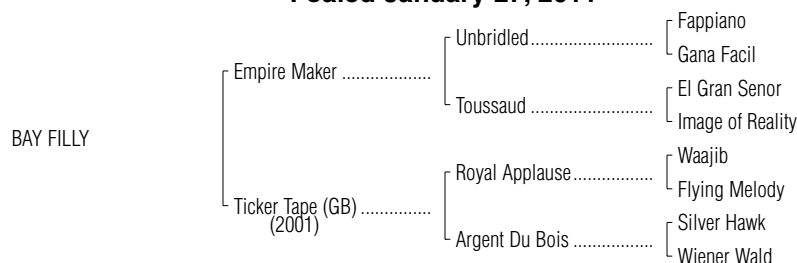 Foaled January 27, 2011
Fappiano
Unbridled
Gana Facil
Empire Maker
El Gran Senor
Toussaud
Image of Reality
BAY FILLY
Waajib
Royal Applause
Flying Melody
Ticker Tape (GB)
(2001)
Silver Hawk
Argent Du Bois
Wiener Wald